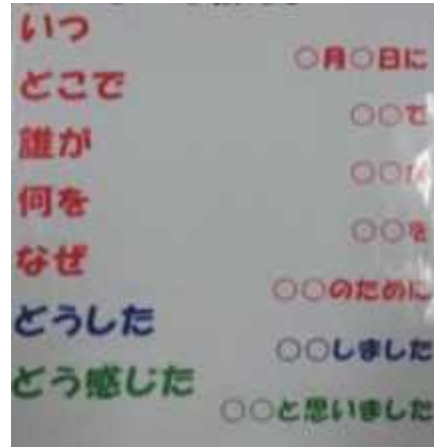 いつ
○月○日に
どこで
○○で
誰が
○○が
何を
○○を
なぜ
○○のために
どうした
○○しました
どう感じた
○○と思いました